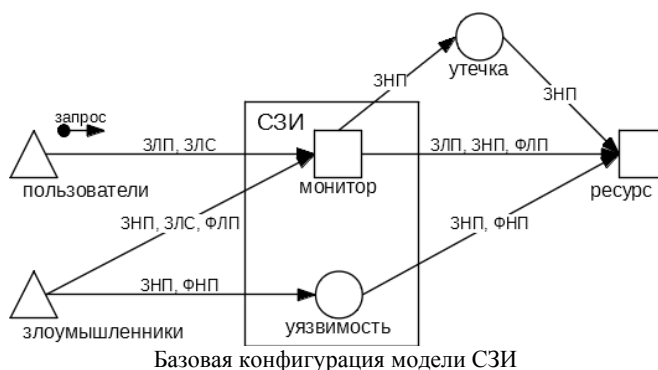 ЗНП
утечка
ЗНП
запрос
СЗИ
ЗЛП, ЗЛС
ЗЛП, ЗНП, ФЛП
пользователи
монитор
ресурс
ЗНП, ЗЛС, ФЛП
ЗНП, ФНП
ЗНП, ФНП
злоумышленники
уязвимость
Базовая конфигурация модели СЗИ